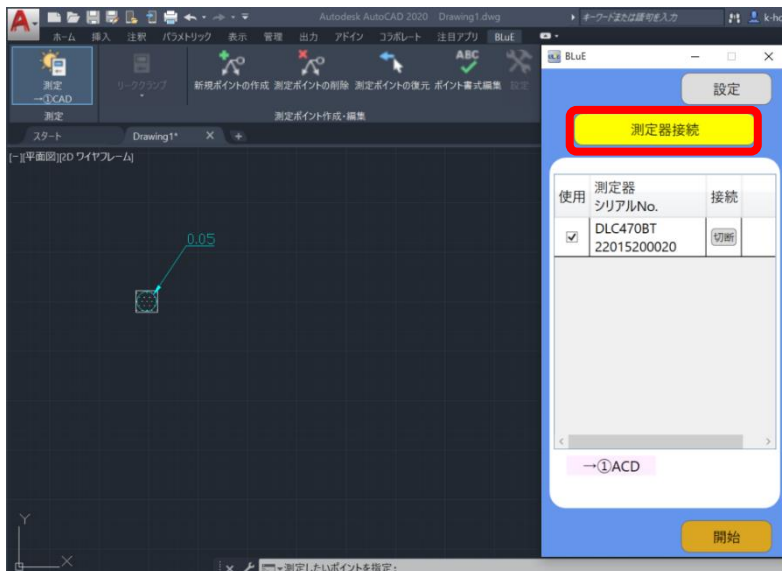 Autodesk AutoCAD 2020 Drawing1.dwg
キーワードまたは語句を入力
k-ho
ホーム 挿入 注釈 パラメトリック 表示 管理 出力 アドイン コラボレート 注目アプリ BLuE
測定
→①CAD
リーククランプ
新規ポイントの作成 測定ポイントの削除 測定ポイントの復元 ポイント書式編集 設定
ABC
測定
測定ポイント作成・編集
スタート Drawing1* X +
[-][平面図][2D ワイヤフレーム]
0.05
Y
X
測定したいポイントを指定:
BLuE
設定
測定器接続
使用 測定器 接続
シリアルNo.
DLC470BT 切断
22015200020
→①ACD
開始